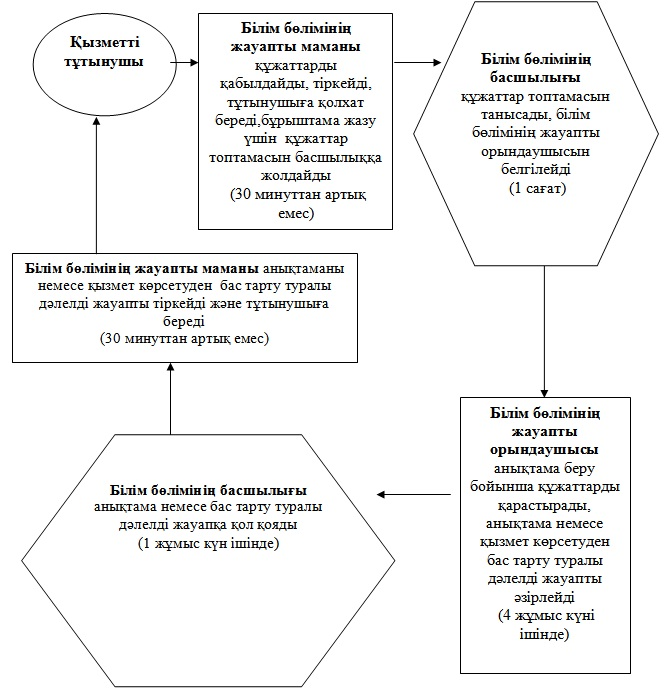 Қызметті
тұтынушы
Білім бөлімінің
жауапты маманы
құжаттарды
қабылдайды, тіркейді,
тұтынушыға қолхат
береді,бұрыштама жазу
үшін құжаттар
топтамасын басшылыққа
жолдайды
(30 минуттан артық
емес)
Білім бөлімінің
басшылығы
құжаттар топтамасын
танысады, білім
бөлімінің жауапты
орындаушысын
белгілейді
(1 сағат)
Білім бөлімінің
жауапты
орындаушысы
анықтама беру
бойынша құжаттарды
қарастырады,
анықтама немесе
қызмет көрсетуден
бас тарту туралы
дәлелді жауапты
әзірлейді
(4 жұмыс күні
ішінде)
Білім бөлімінің басшылығы
анықтама немесе бас тарту туралы
дәлелді жауапқа қол қояды
(1 жұмыс күн ішінде)
Білім бөлімінің жауапты маманы анықтаманы
немесе қызмет көрсетуден бас тарту туралы
дәлелді жауапты тіркейді және тұтынушыға
береді
(30 минуттан артық емес)